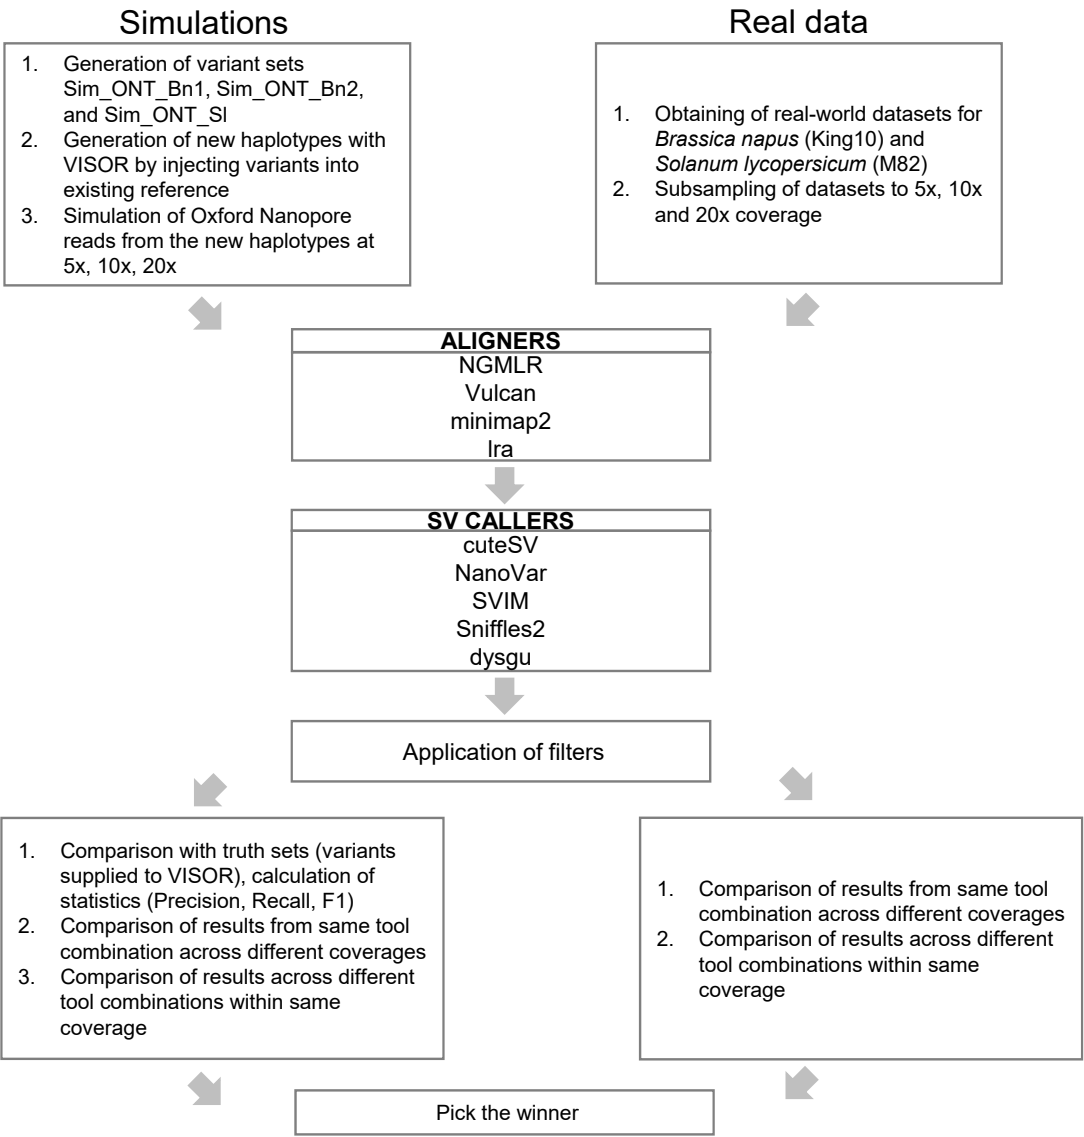 Simulations
1. Generation of variant sets
Sim_ONT_Bn1, Sim_ONT_Bn2,
and Sim_ONT_Sl
2. Generation of new haplotypes with
VISOR by injecting variants into
existing reference
3. Simulation of Oxford Nanopore
reads from the new haplotypes at
5x, 10x, 20x
Real data
1. Obtaining of real-world datasets for
Brassica napus (King10) and
Solanum lycopersicum (M82)
2. Subsampling of datasets to 5x, 10x
and 20x coverage
ALIGNERS
NGMLR
Vulcan
minimap2
lra
SV CALLERS
cuteSV
NanoVar
SVIM
Sniffles2
dysgu
Application of filters
1. Comparison with truth sets (variants
supplied to VISOR), calculation of
statistics (Precision, Recall, F1)
2. Comparison of results from same tool
combination across different coverages
3. Comparison of results across different
tool combinations within same
coverage
1. Comparison of results from same tool
combination across different coverages
2. Comparison of results across different
tool combinations within same
coverage
Pick the winner